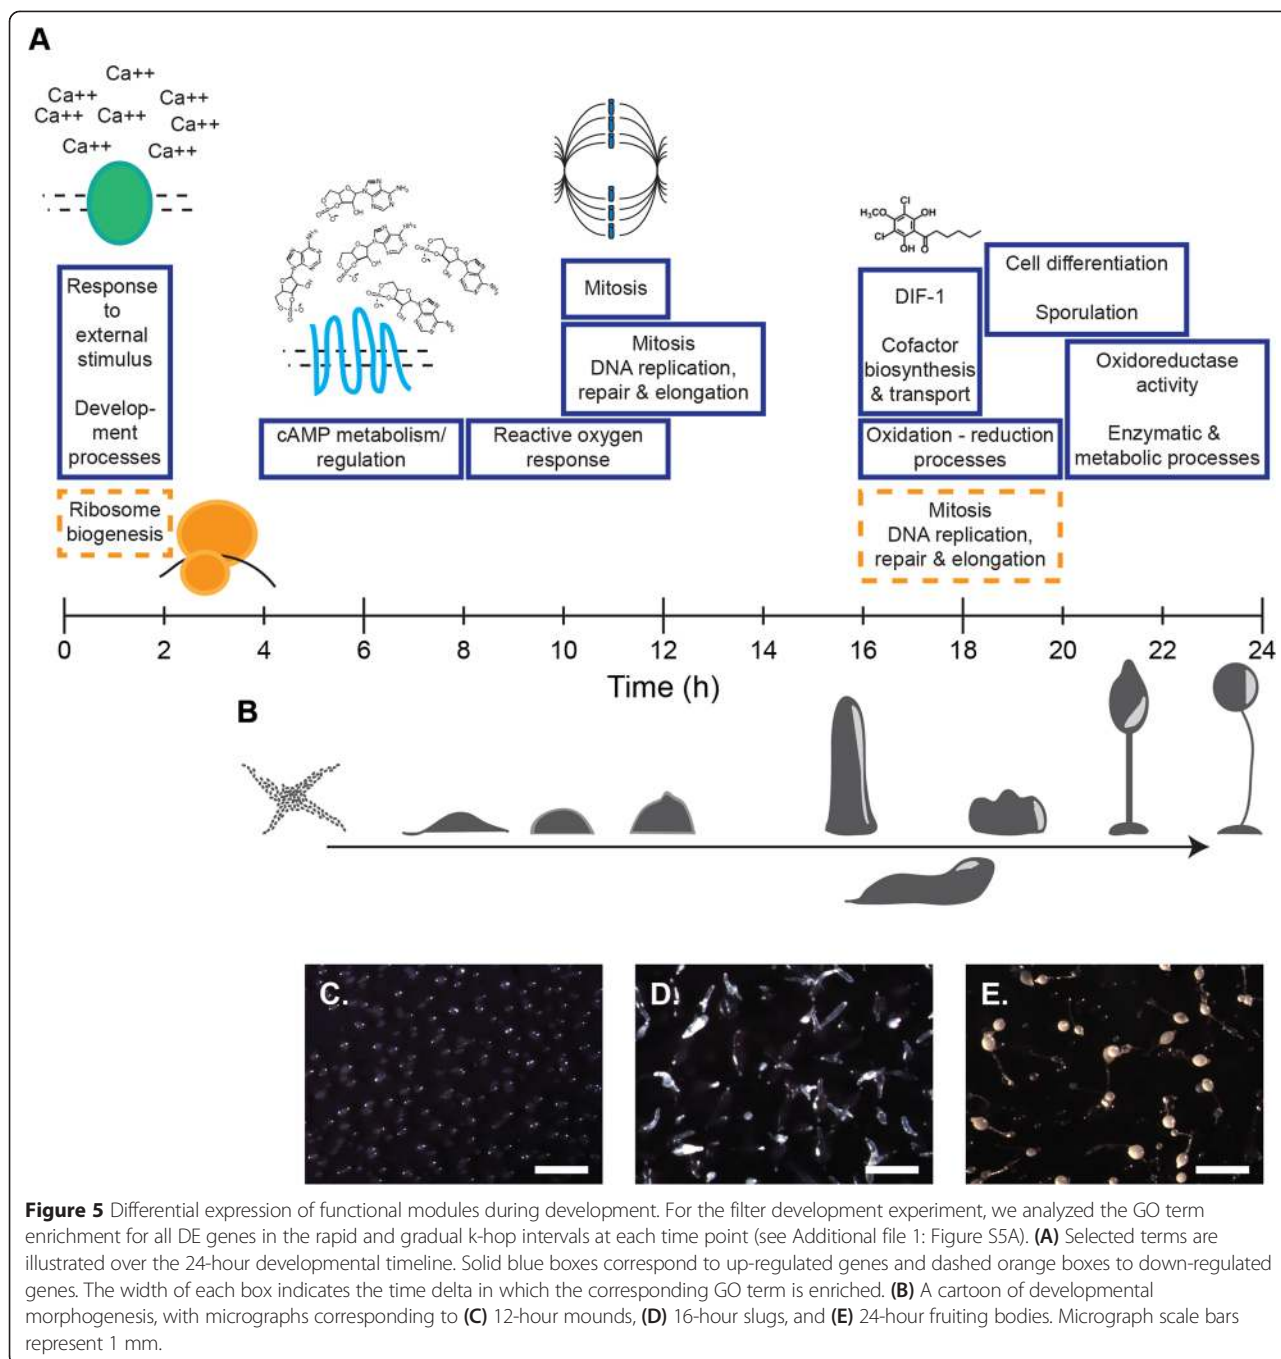 A
Ca++
Ca++
Ca++
Ca++
Ca++
Ca++
Ca++
Ca++
H₃CO
Cl
OH
Cl
OH
O
Response
to
external
stimulus
Develop-
ment
processes
Ribosome
biogenesis
cAMP metabolism/
regulation
Reactive oxygen
response
Mitosis
Mitosis
DNA replication,
repair & elongation
DIF-1
Cofactor
biosynthesis
& transport
Cell differentiation
Sporulation
Oxidoreductase
activity
Enzymatic &
metabolic processes
Oxidation - reduction
processes
Mitosis
DNA replication,
repair & elongation
0 2 4 6 8 10 12 14 16 18 20 22 24
Time (h)
B
C.
D.
E.
Figure 5 Differential expression of functional modules during development. For the filter development experiment, we analyzed the GO term
enrichment for all DE genes in the rapid and gradual k-hop intervals at each time point (see Additional file 1: Figure S5A). (A) Selected terms are
illustrated over the 24-hour developmental timeline. Solid blue boxes correspond to up-regulated genes and dashed orange boxes to down-regulated
genes. The width of each box indicates the time delta in which the corresponding GO term is enriched. (B) A cartoon of developmental
morphogenesis, with micrographs corresponding to (C) 12-hour mounds, (D) 16-hour slugs, and (E) 24-hour fruiting bodies. Micrograph scale bars
represent 1 mm.